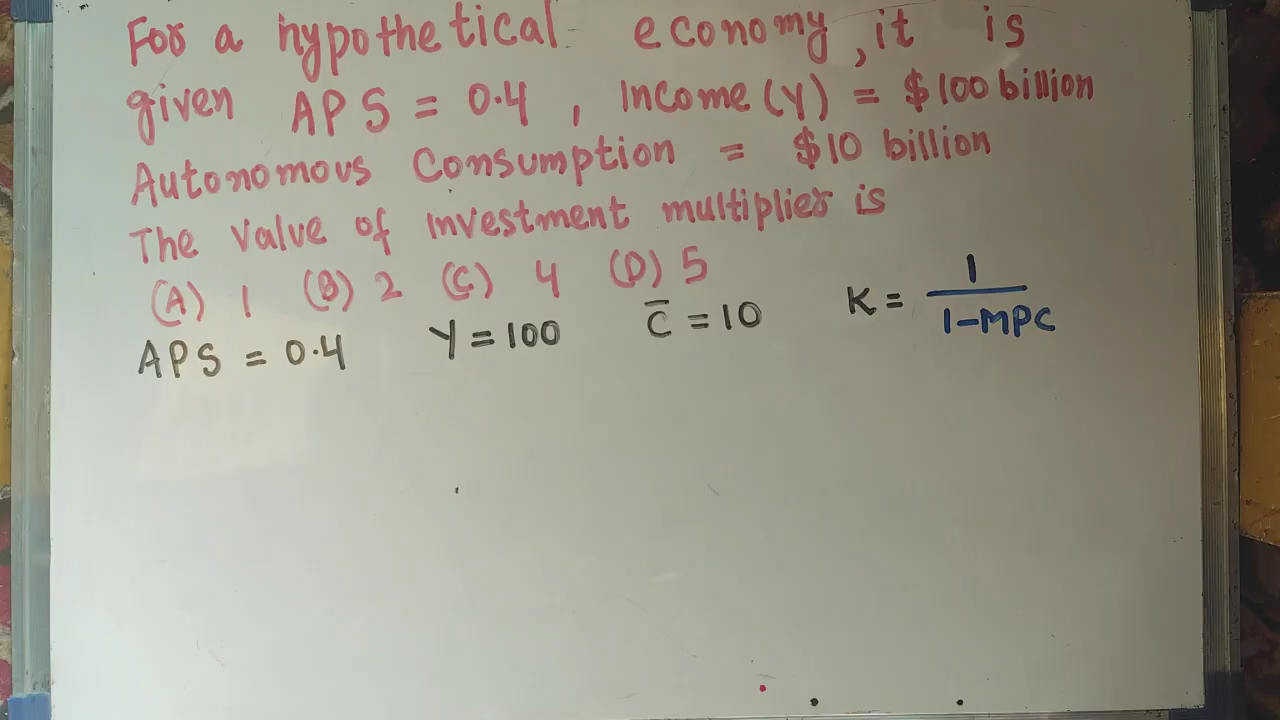 For a hypothetical economy, it is
given APS = 0.4, Income (Y) = $100 billion
Autonomous Consumption = $10 billion
The Value of investment multiplier is
(A) 1 (B) 2 (C) 4 (D) 5
APS = 0.4 Y = 100 C̅ = 10 K = 1/(1-MPC)